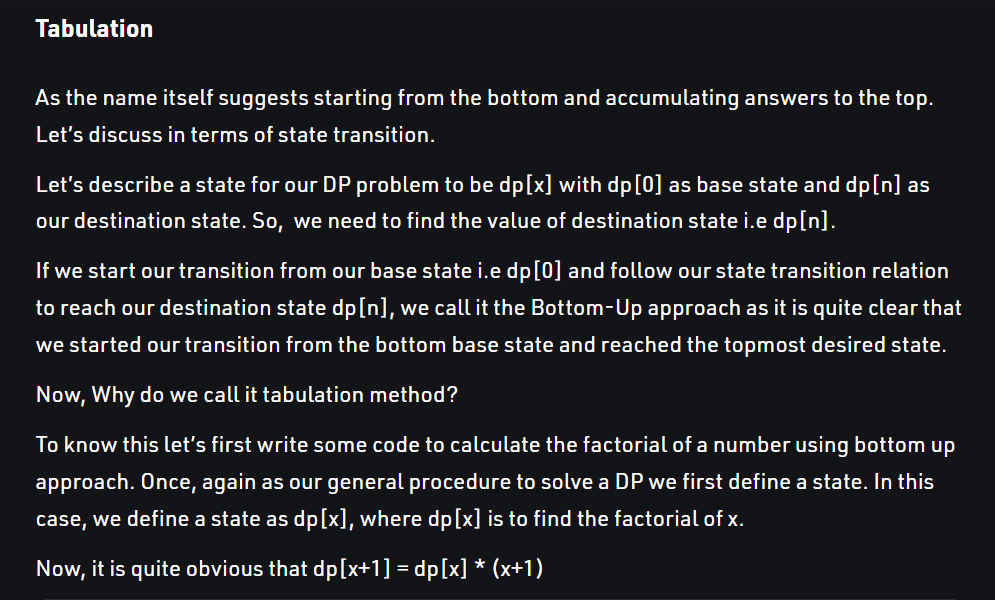 Tabulation
As the name itself suggests starting from the bottom and accumulating answers to the top.
Let's discuss in terms of state transition.
Let's describe a state for our DP problem to be dp[x] with dp[0] as base state and dp[n] as
our destination state. So,  we need to find the value of destination state i.e dp[n].
If we start our transition from our base state i.e dp[0] and follow our state transition relation
to reach our destination state dp[n], we call it the Bottom-Up approach as it is quite clear that
we started our transition from the bottom base state and reached the topmost desired state.
Now, Why do we call it tabulation method?
To know this let's first write some code to calculate the factorial of a number using bottom up
approach. Once, again as our general procedure to solve a DP we first define a state. In this
case, we define a state as dp[x], where dp[x] is to find the factorial of x.
Now, it is quite obvious that dp[x+1] = dp[x] * (x+1)